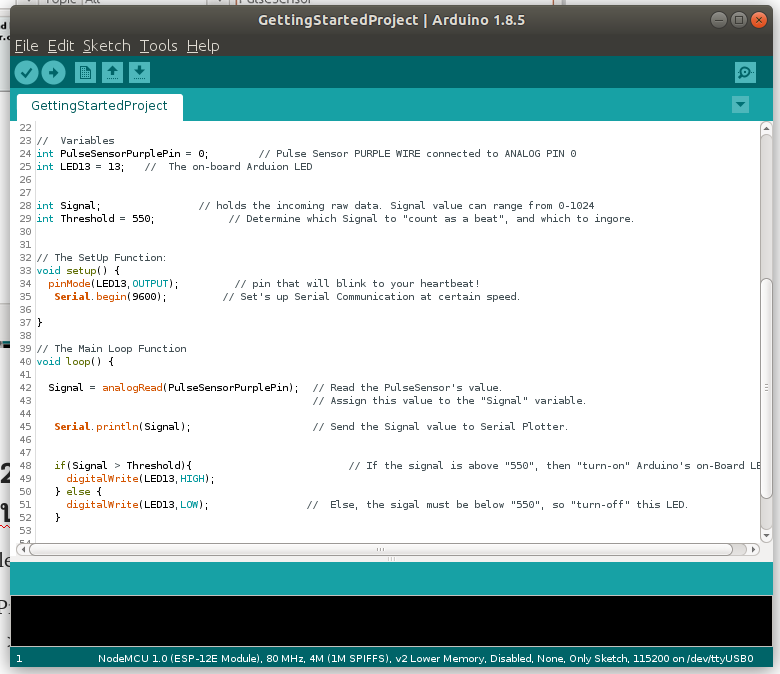 Topic All
PulseSensor
GettingStartedProject | Arduino 1.8.5
File Edit Sketch Tools Help
GettingStartedProject
22
23 // Variables
24 int PulseSensorPurplePin = 0; // Pulse Sensor PURPLE WIRE connected to ANALOG PIN 0
25 int LED13 = 13; // The on-board Arduion LED
26
27
28 int Signal; // holds the incoming raw data. Signal value can range from 0-1024
29 int Threshold = 550; // Determine which Signal to "count as a beat", and which to ingore.
30
31
32 // The SetUp Function:
33 void setup() {
34 pinMode(LED13,OUTPUT); // pin that will blink to your heartbeat!
35 Serial.begin(9600); // Set's up Serial Communication at certain speed.
36
37 }
38
39 // The Main Loop Function
40 void loop() {
41
42 Signal = analogRead(PulseSensorPurplePin); // Read the PulseSensor's value.
43 // Assign this value to the "Signal" variable.
44
45 Serial.println(Signal); // Send the Signal value to Serial Plotter.
46
47
48 if(Signal > Threshold){ // If the signal is above "550", then "turn-on" Arduino's on-Board LE
49 digitalWrite(LED13,HIGH);
50 } else {
51 digitalWrite(LED13,LOW); // Else, the sigal must be below "550", so "turn-off" this LED.
52 }
53
54
1 NodeMCU 1.0 (ESP-12E Module), 80 MHz, 4M (1M SPIFFS), v2 Lower Memory, Disabled, None, Only Sketch, 115200 on /dev/ttyUSB0